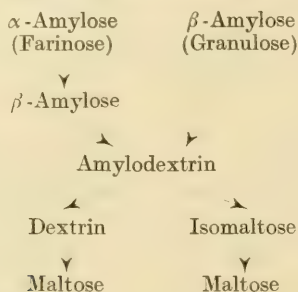 α-Amylose β-Amylose
(Farinose) (Granulose)
β'-Amylose
Amylodextrin
Dextrin Isomaltose
Maltose Maltose